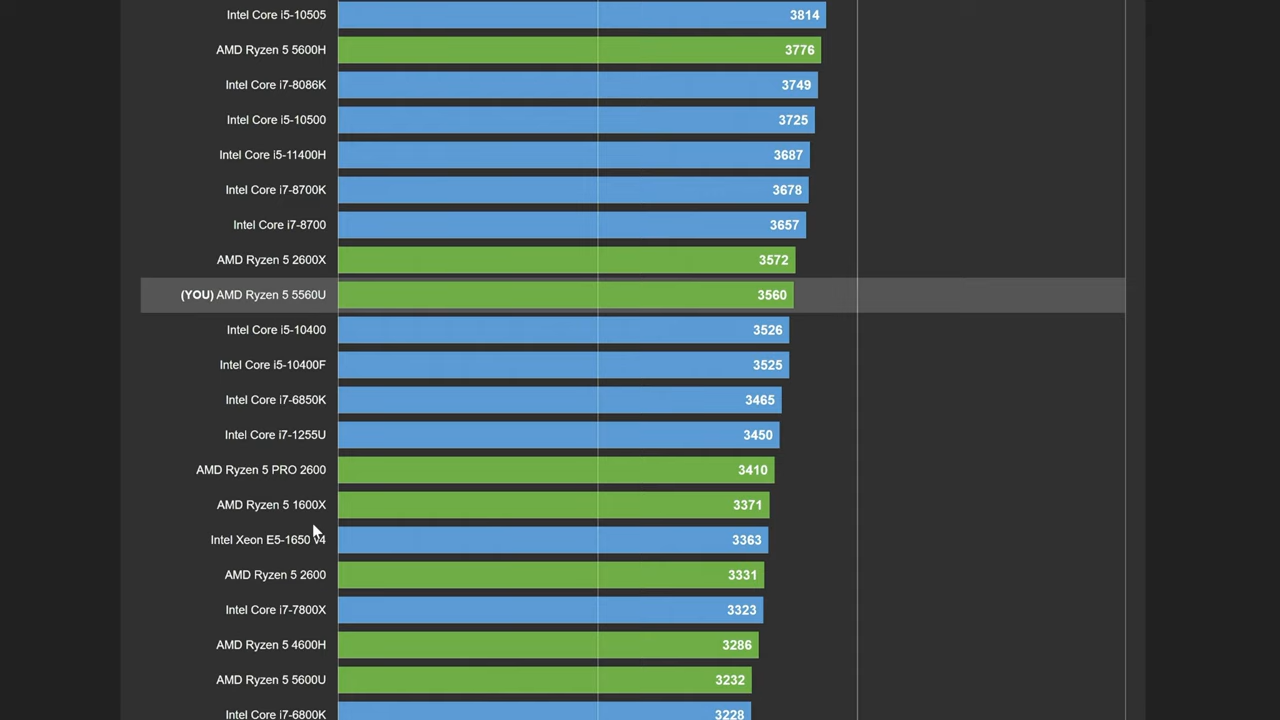 Intel Core i5-10505 3814
AMD Ryzen 5 5600H 3776
Intel Core i7-8086K 3749
Intel Core i5-10500 3725
Intel Core i5-11400H 3687
Intel Core i7-8700K 3678
Intel Core i7-8700 3657
AMD Ryzen 5 2600X 3572
(YOU) AMD Ryzen 5 5560U 3560
Intel Core i5-10400 3526
Intel Core i5-10400F 3525
Intel Core i7-6850K 3465
Intel Core i7-1255U 3450
AMD Ryzen 5 PRO 2600 3410
AMD Ryzen 5 1600X 3371
Intel Xeon E5-1650 v4 3363
AMD Ryzen 5 2600 3331
Intel Core i7-7800X 3323
AMD Ryzen 5 4600H 3286
AMD Ryzen 5 5600U 3232
Intel Core i7-6800K 3228